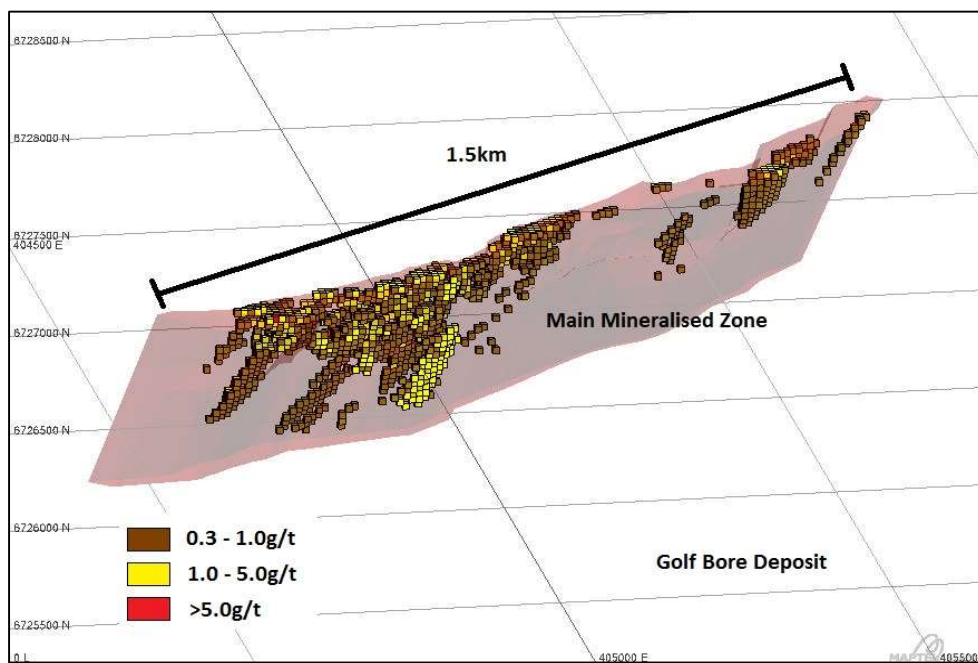 6728500 N
6728000 N
1.5km
6727500 N
404500 E
6727000 N
Main Mineralised Zone
6726500 N
6726000 N
0.3 - 1.0g/t
1.0 - 5.0g/t
Golf Bore Deposit
>5.0g/t
6725500 N
0 L
405000 E
405500